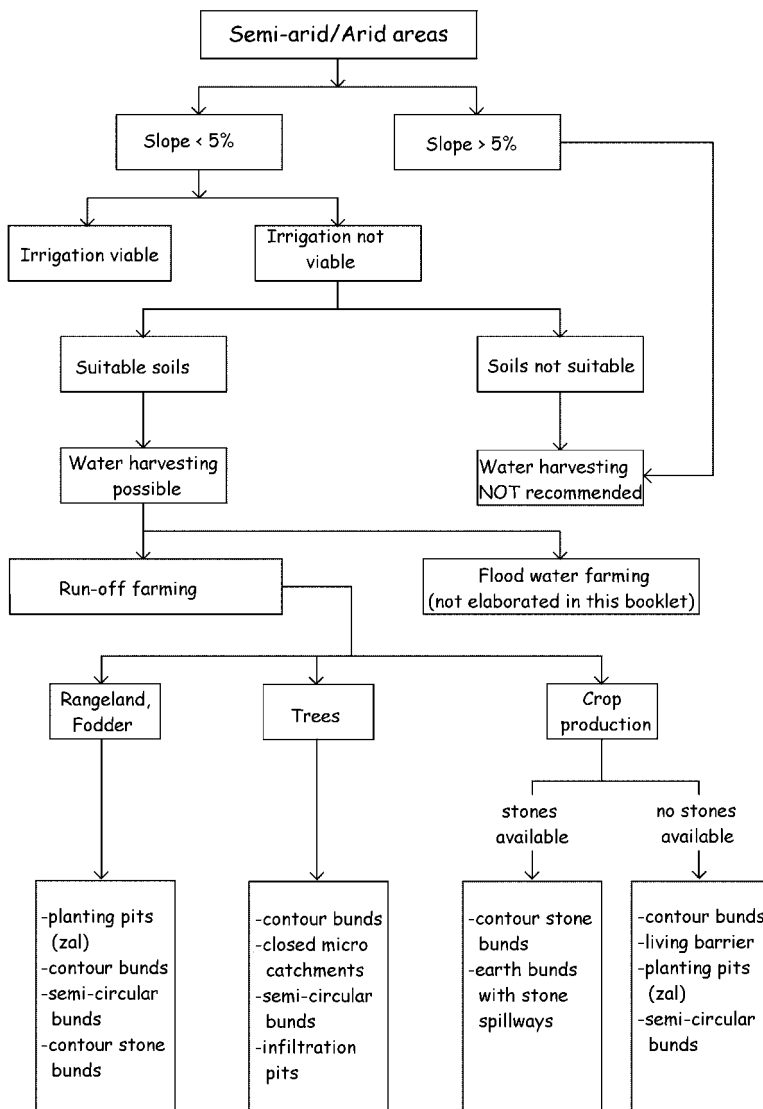 Semi-arid/Arid areas
Slope < 5%
Slope > 5%
Irrigation viable
Irrigation not
viable
Suitable soils
Soils not suitable
Water harvesting
possible
Water harvesting
NOT recommended
Run-off farming
Flood water farming
(not elaborated in this booklet)
Rangeland,
Fodder
Trees
Crop
production
stones
available
no stones
available
-planting pits
(zal)
-contour bunds
-semi-circular
bunds
-contour stone
bunds
-contour bunds
-closed micro
catchments
-semi-circular
bunds
-infiltration
pits
-contour stone
bunds
-earth bunds
with stone
spillways
-contour bunds
-living barrier
-planting pits
(zal)
-semi-circular
bunds